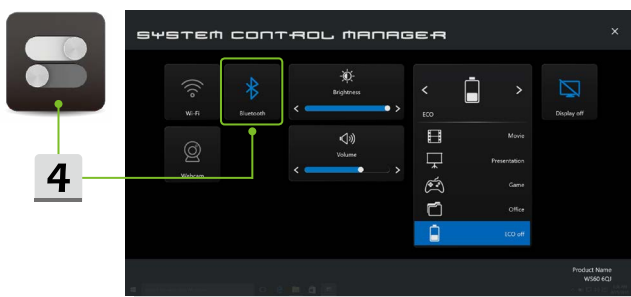 SYSTEM CONTROL MANAGER
Wi-Fi
Bluetooth
Brightness
ECO
Display off
Movie
Webcam
Volume
Presentation
Game
Office
ECO off
4
Product Name
WS60 6QJ